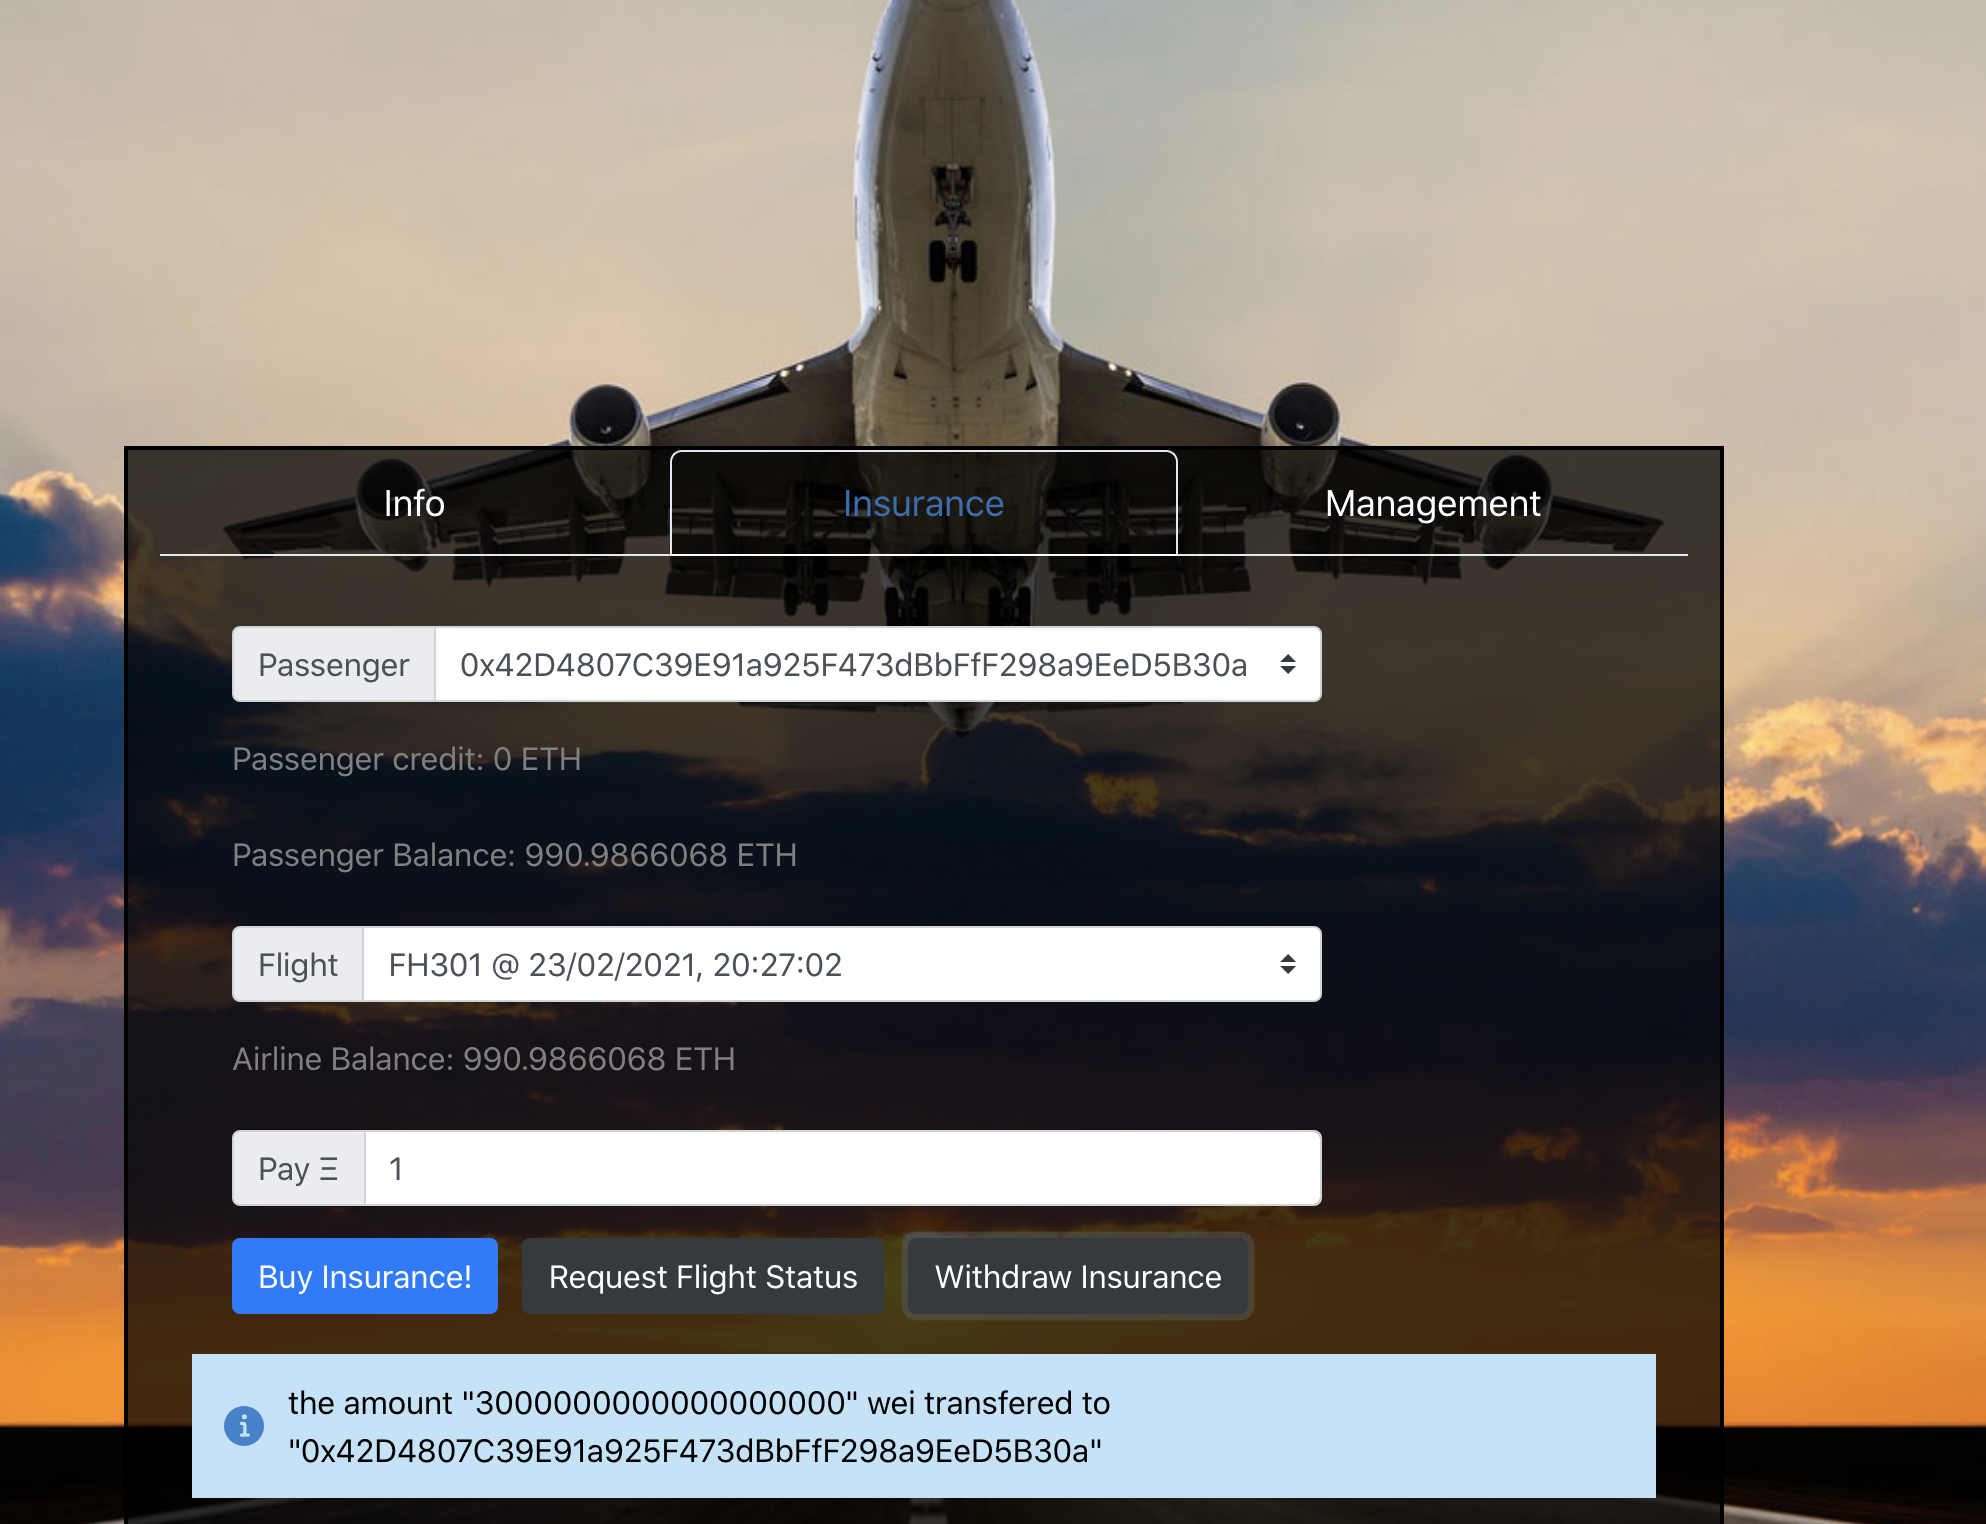 Info
Insurance
Management
Passenger
0x42D4807C39E91a925F473dBbFfF298a9EeD5B30a
Passenger credit: 0 ETH
Passenger Balance: 990.9866068 ETH
Flight
FH301 @ 23/02/2021, 20:27:02
Airline Balance: 990.9866068 ETH
Pay Ξ
1
Buy Insurance!
Request Flight Status
Withdraw Insurance
the amount "3000000000000000000" wei transfered to
"0x42D4807C39E91a925F473dBbFfF298a9EeD5B30a"